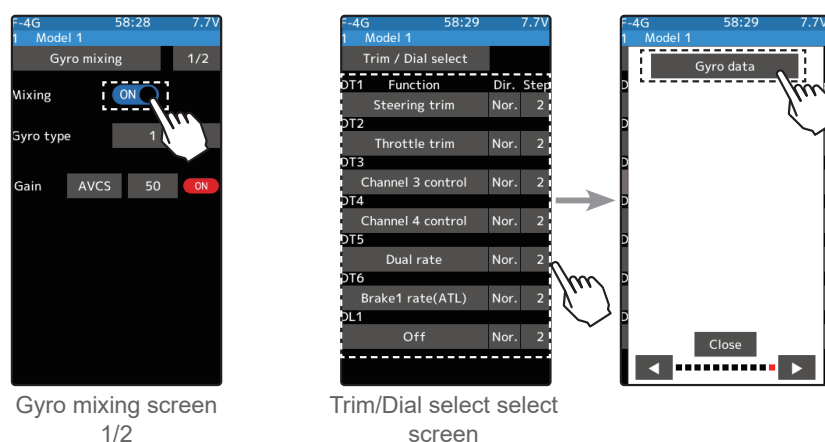 F-4G 58:28 7.7V
1 Model 1
Gyro mixing 1/2
Mixing ON
Gyro type 1
Gain AVCS 50 ON
Gyro mixing screen
1/2
F-4G 58:29 7.7V
1 Model 1
Trim / Dial select
DT1 Function Dir. Step
Steering trim Nor. 2
DT2
Throttle trim Nor. 2
DT3
Channel 3 control Nor. 2
DT4
Channel 4 control Nor. 2
DT5
Dual rate Nor. 2
DT6
Brake1 rate(ATL) Nor. 2
DL1
Off Nor. 2
Trim/Dial select select
screen
F-4G 58:29 7.7V
1 Model 1
Gyro data
Close